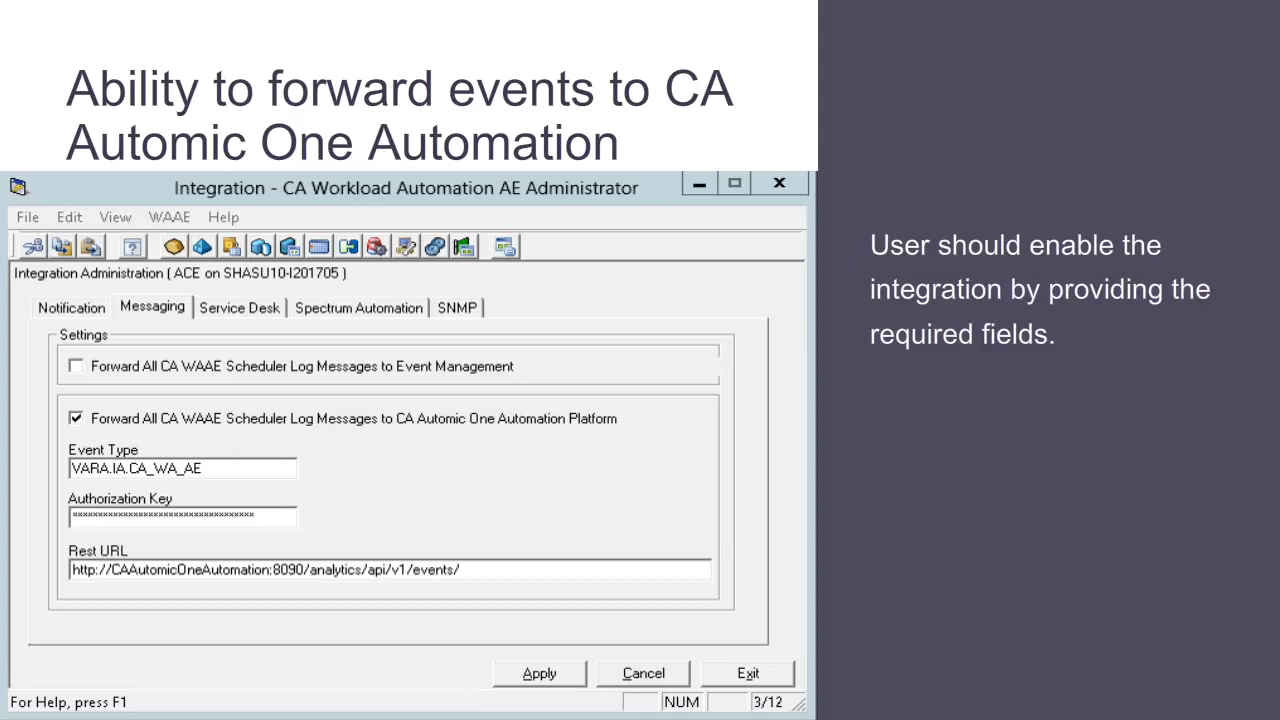 Ability to forward events to CA
Automic One Automation
Integration - CA Workload Automation AE Administrator
File Edit View WAAE Help
Integration Administration ( ACE on SHASU10-I201705 )
Notification Messaging Service Desk Spectrum Automation SNMP
Settings
Forward All CA WAAE Scheduler Log Messages to Event Management
Forward All CA WAAE Scheduler Log Messages to CA Automic One Automation Platform
Event Type
VARA.IA.CA_WA_AE
Authorization Key
************************************
Rest URL
http://CAAutomicOneAutomation:8090/analytics/api/v1/events/
Apply Cancel Exit
For Help, press F1
NUM
3/12
User should enable the
integration by providing the
required fields.